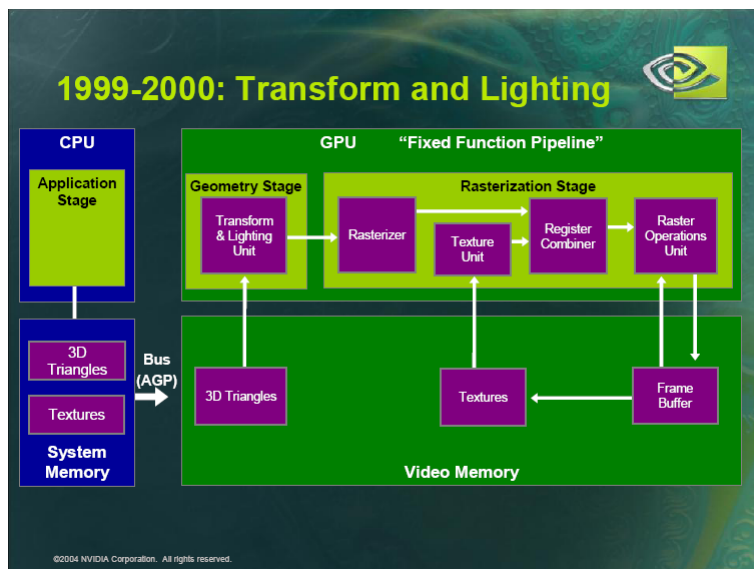 1999-2000: Transform and Lighting
CPU
Application
Stage
GPU "Fixed Function Pipeline"
Geometry Stage
Transform
& Lighting
Unit
Rasterization Stage
Rasterizer
Texture
Unit
Register
Combiner
Raster
Operations
Unit
3D
Triangles
Textures
System
Memory
Bus
(AGP)
3D Triangles
Textures
Frame
Buffer
Video Memory
©2004 NVIDIA Corporation. All rights reserved.